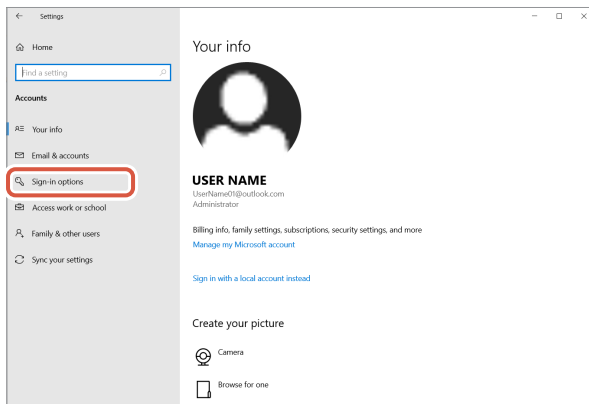 Settings
Home
Find a setting
Accounts
Your info
Email & accounts
Sign-in options
Access work or school
Family & other users
Sync your settings
Your info
USER NAME
UserName01@outlook.com
Administrator
Billing info, family settings, subscriptions, security settings, and more
Manage my Microsoft account
Sign in with a local account instead
Create your picture
Camera
Browse for one